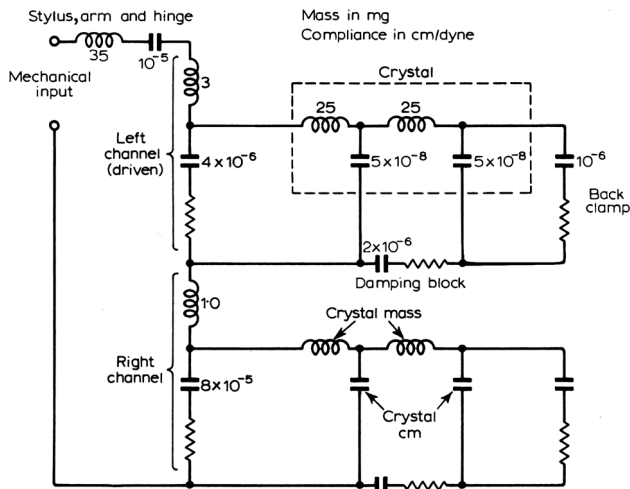 Stylus, arm and hinge
Mass in mg
Compliance in cm/dyne
35
10⁻⁵
Mechanical
input
3
Crystal
25
25
Left
channel
(driven)
4×10⁻⁶
5×10⁻⁸
5×10⁻⁸
10⁻⁶
Back
clamp
2×10⁻⁶
Damping block
1·0
Crystal mass
Right
channel
8×10⁻⁵
Crystal
cm